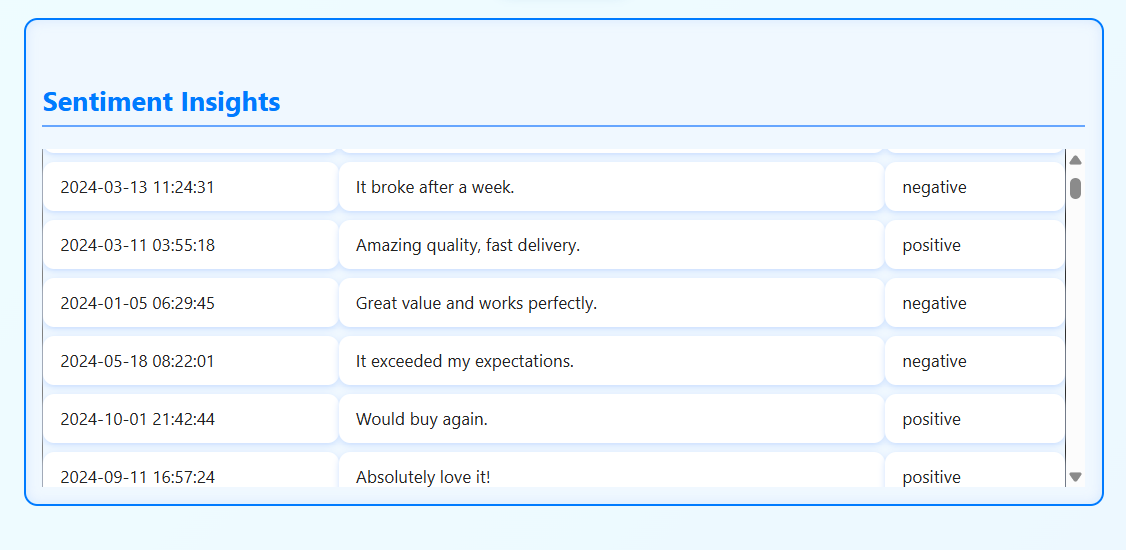 Sentiment Insights
2024-03-13 11:24:31 It broke after a week. negative
2024-03-11 03:55:18 Amazing quality, fast delivery. positive
2024-01-05 06:29:45 Great value and works perfectly. negative
2024-05-18 08:22:01 It exceeded my expectations. negative
2024-10-01 21:42:44 Would buy again. positive
2024-09-11 16:57:24 Absolutely love it! positive